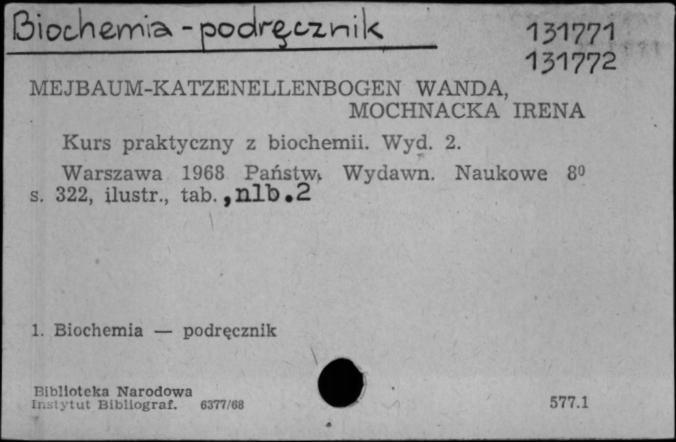 Biochemia - podręcznik
131771
131772
MEJBAUM-KATZENELLENBOGEN WANDA,
MOCHNACKA IRENA
Kurs praktyczny z biochemii. Wyd. 2.
Warszawa 1968 Państw. Wydawn. Naukowe 8⁰
s. 322, ilustr., tab., nlb.2
1. Biochemia — podręcznik
Biblioteka Narodowa
Instytut Bibliograf. 6377/68
577.1